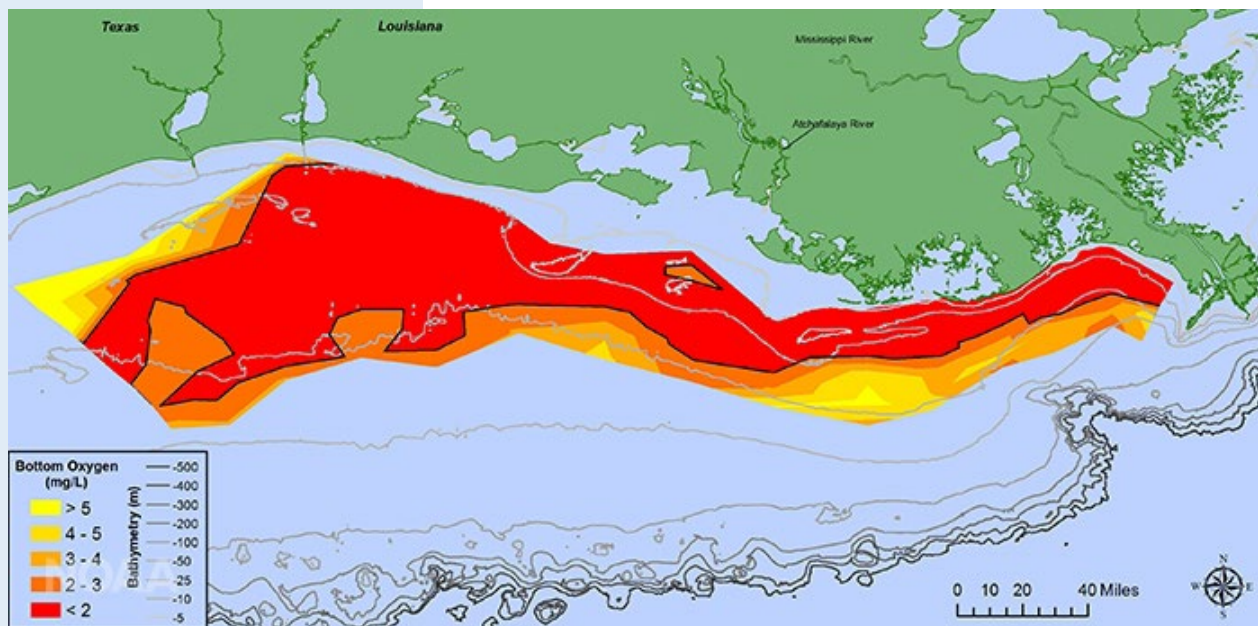 Texas
Louisiana
Mississippi River
Atchafalaya River
Bottom Oxygen
(mg/L)
> 5
4 - 5
3 - 4
2 - 3
< 2
Bathymetry (m)
-500
-400
-300
-200
-100
-50
-25
-10
-5
NOAA
0 10 20 40 Miles
N
W E
S